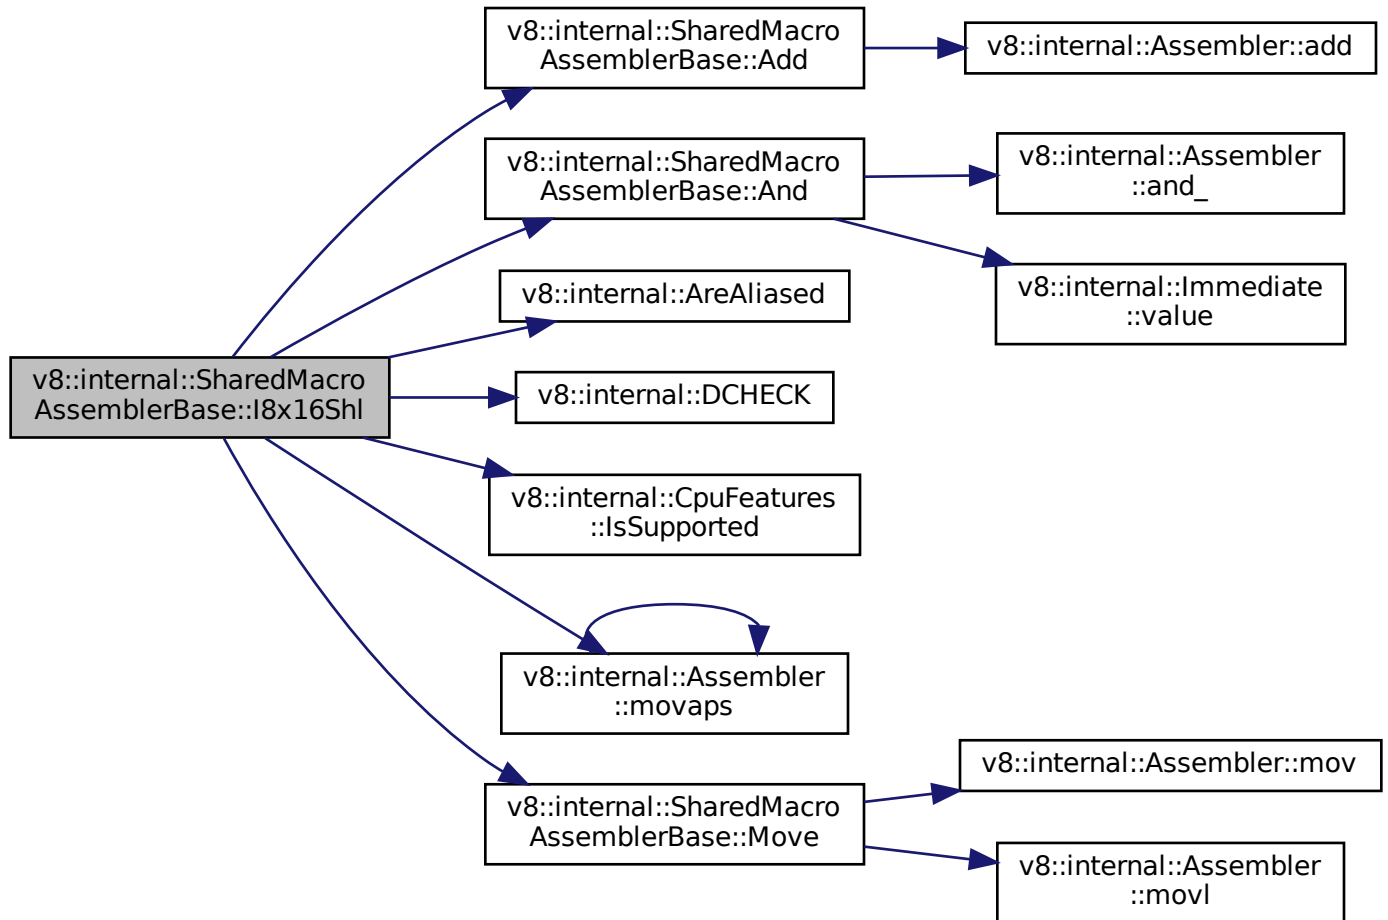 v8::internal::SharedMacro
AssemblerBase::I8x16Shl
v8::internal::SharedMacro
AssemblerBase::Add
v8::internal::Assembler::add
v8::internal::SharedMacro
AssemblerBase::And
v8::internal::Assembler
::and_
v8::internal::Immediate
::value
v8::internal::AreAliased
v8::internal::DCHECK
v8::internal::CpuFeatures
::IsSupported
v8::internal::Assembler
::movaps
v8::internal::SharedMacro
AssemblerBase::Move
v8::internal::Assembler::mov
v8::internal::Assembler
::movl